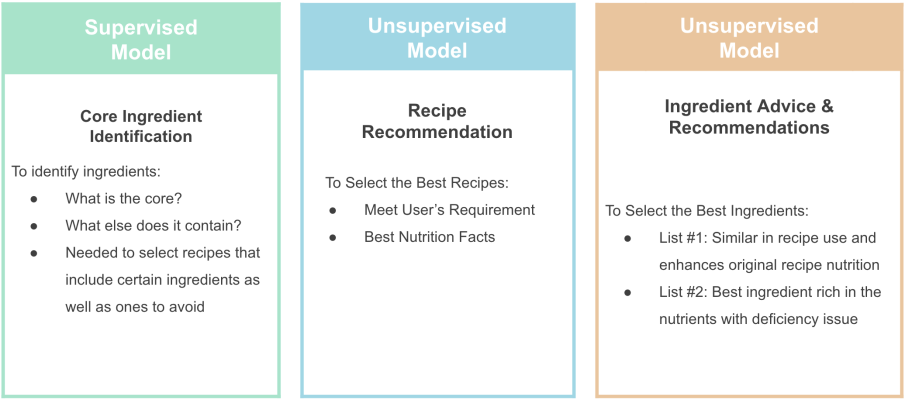 Supervised
Model
Core Ingredient
Identification
To identify ingredients:
● What is the core?
● What else does it contain?
● Needed to select recipes that
include certain ingredients as
well as ones to avoid
Unsupervised
Model
Recipe
Recommendation
To Select the Best Recipes:
● Meet User’s Requirement
● Best Nutrition Facts
Unsupervised
Model
Ingredient Advice &
Recommendations
To Select the Best Ingredients:
● List #1: Similar in recipe use and
enhances original recipe nutrition
● List #2: Best ingredient rich in the
nutrients with deficiency issue